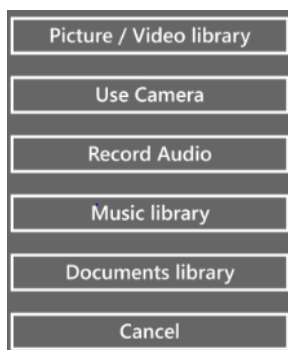 Picture / Video library
Use Camera
Record Audio
Music library
Documents library
Cancel